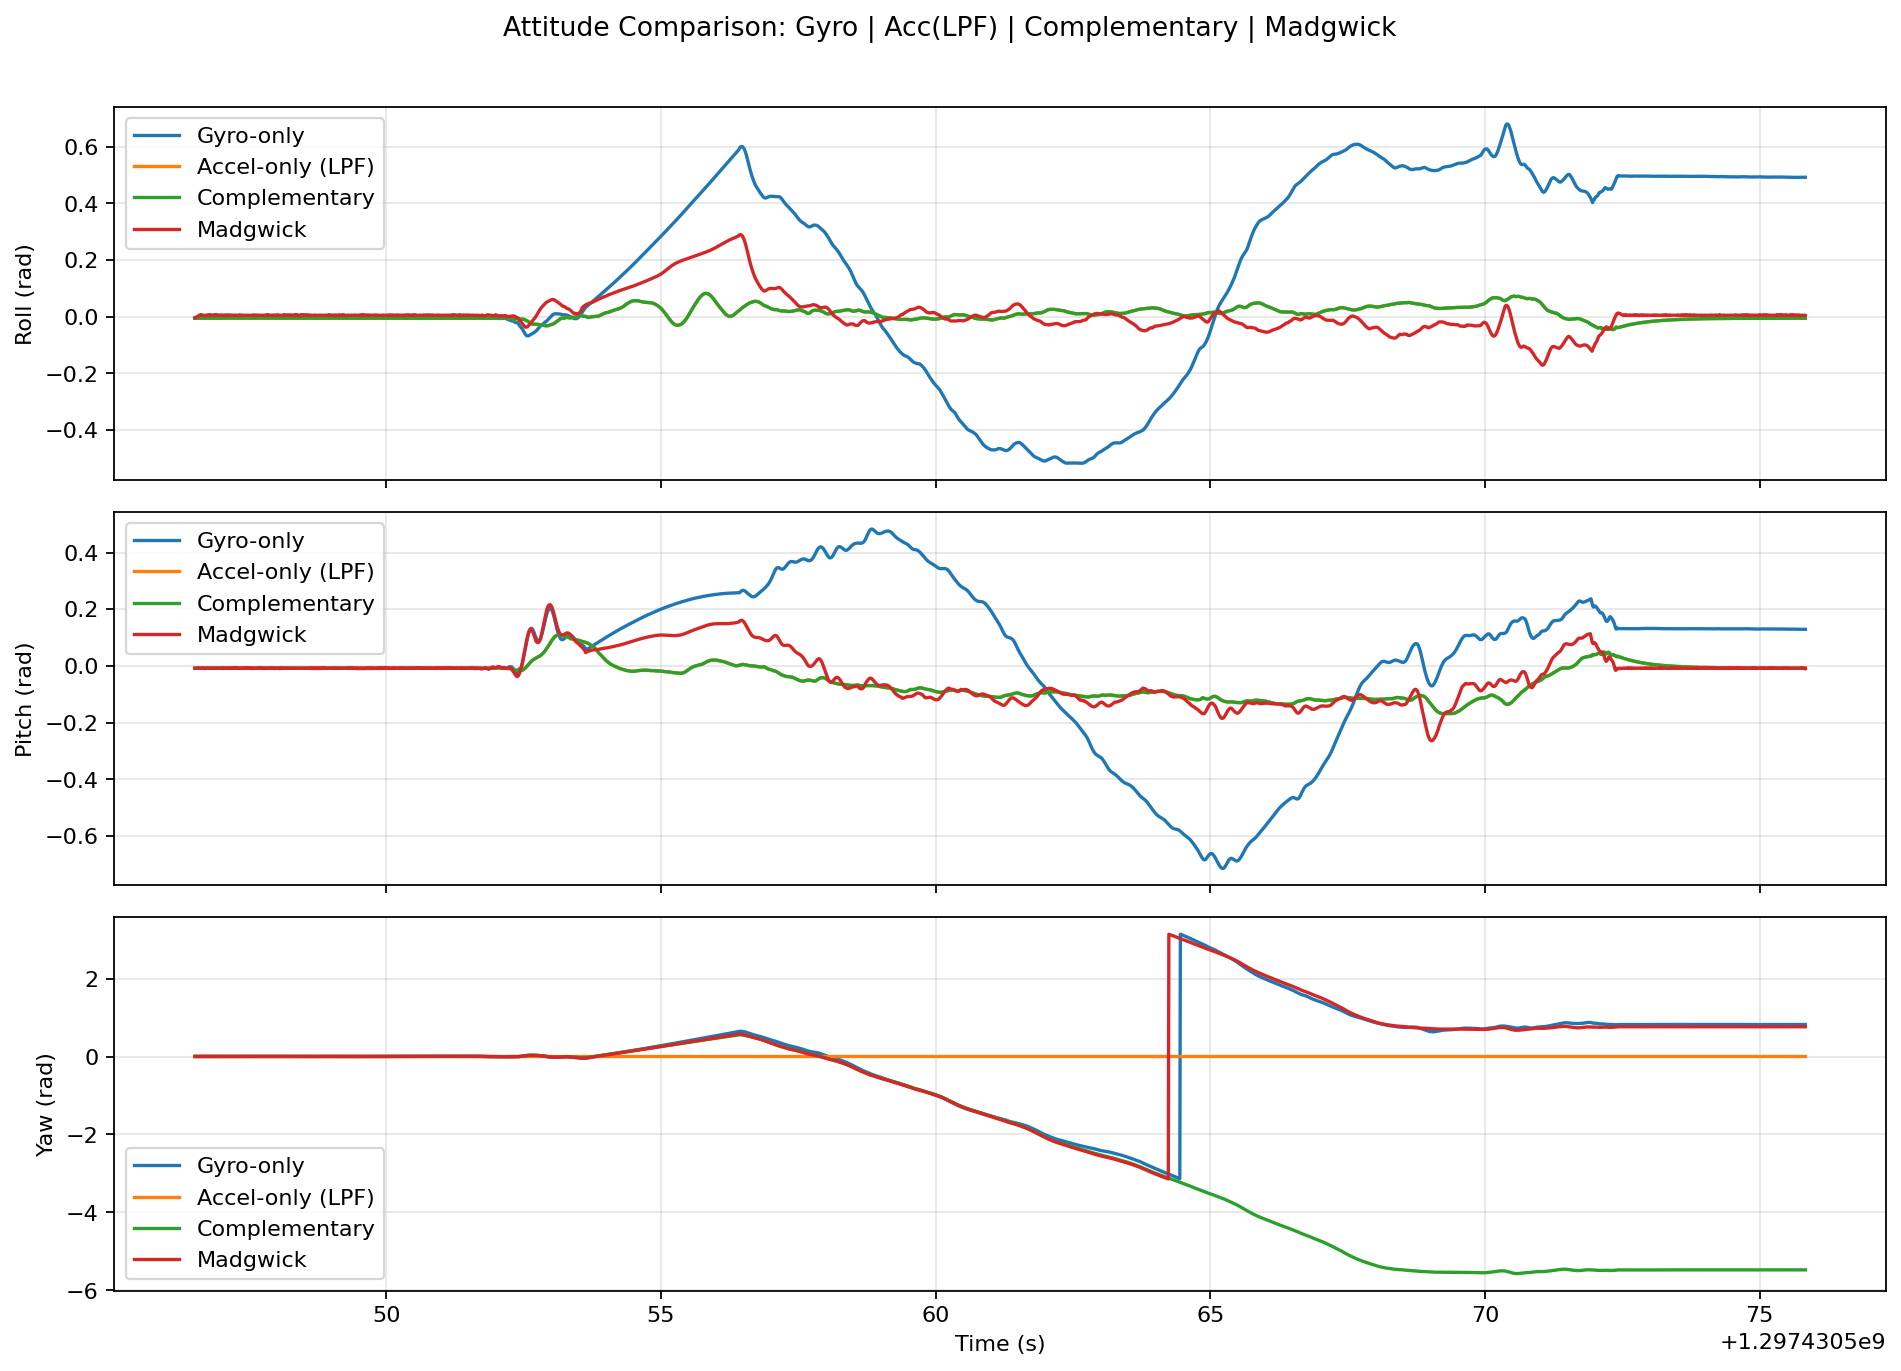 Attitude Comparison: Gyro | Acc(LPF) | Complementary | Madgwick
Roll (rad)
0.6
0.4
0.2
0.0
−0.2
−0.4
Gyro-only
Accel-only (LPF)
Complementary
Madgwick
Pitch (rad)
0.4
0.2
0.0
−0.2
−0.4
−0.6
Gyro-only
Accel-only (LPF)
Complementary
Madgwick
Yaw (rad)
2
0
−2
−4
−6
Gyro-only
Accel-only (LPF)
Complementary
Madgwick
50 55 60 65 70 75
Time (s)
+1.2974305e9